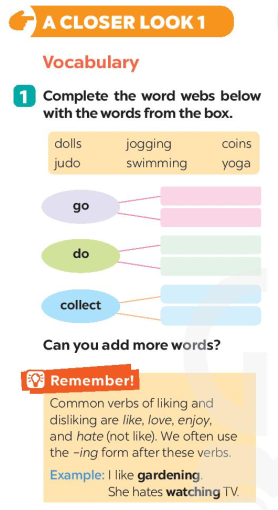 A CLOSER LOOK 1
Vocabulary
1 Complete the word webs below
with the words from the box.
dolls jogging coins
judo swimming yoga
go
do
collect
Can you add more words?
Remember!
Common verbs of liking and
disliking are like, love, enjoy,
and hate (not like). We often use
the –ing form after these verbs.
Example: I like gardening.
She hates watching TV.